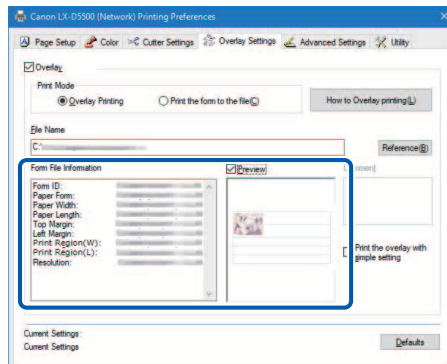 Canon LX-D5500 (Network) Printing Preferences
Page Setup Color Cutter Settings Overlay Settings Advanced Settings Utility
Overlay
Print Mode
Overlay Printing Print the form to the file(C) How to Overlay printing(L)
File Name
C:\ Reference(B)
Form File Information Preview
Form ID:
Paper Form:
Paper Width:
Paper Length:
Top Margin:
Left Margin:
Print Region(W):
Print Region(L):
Resolution:
Print the overlay with
simple setting
Current Settings:
Current Settings
Defaults